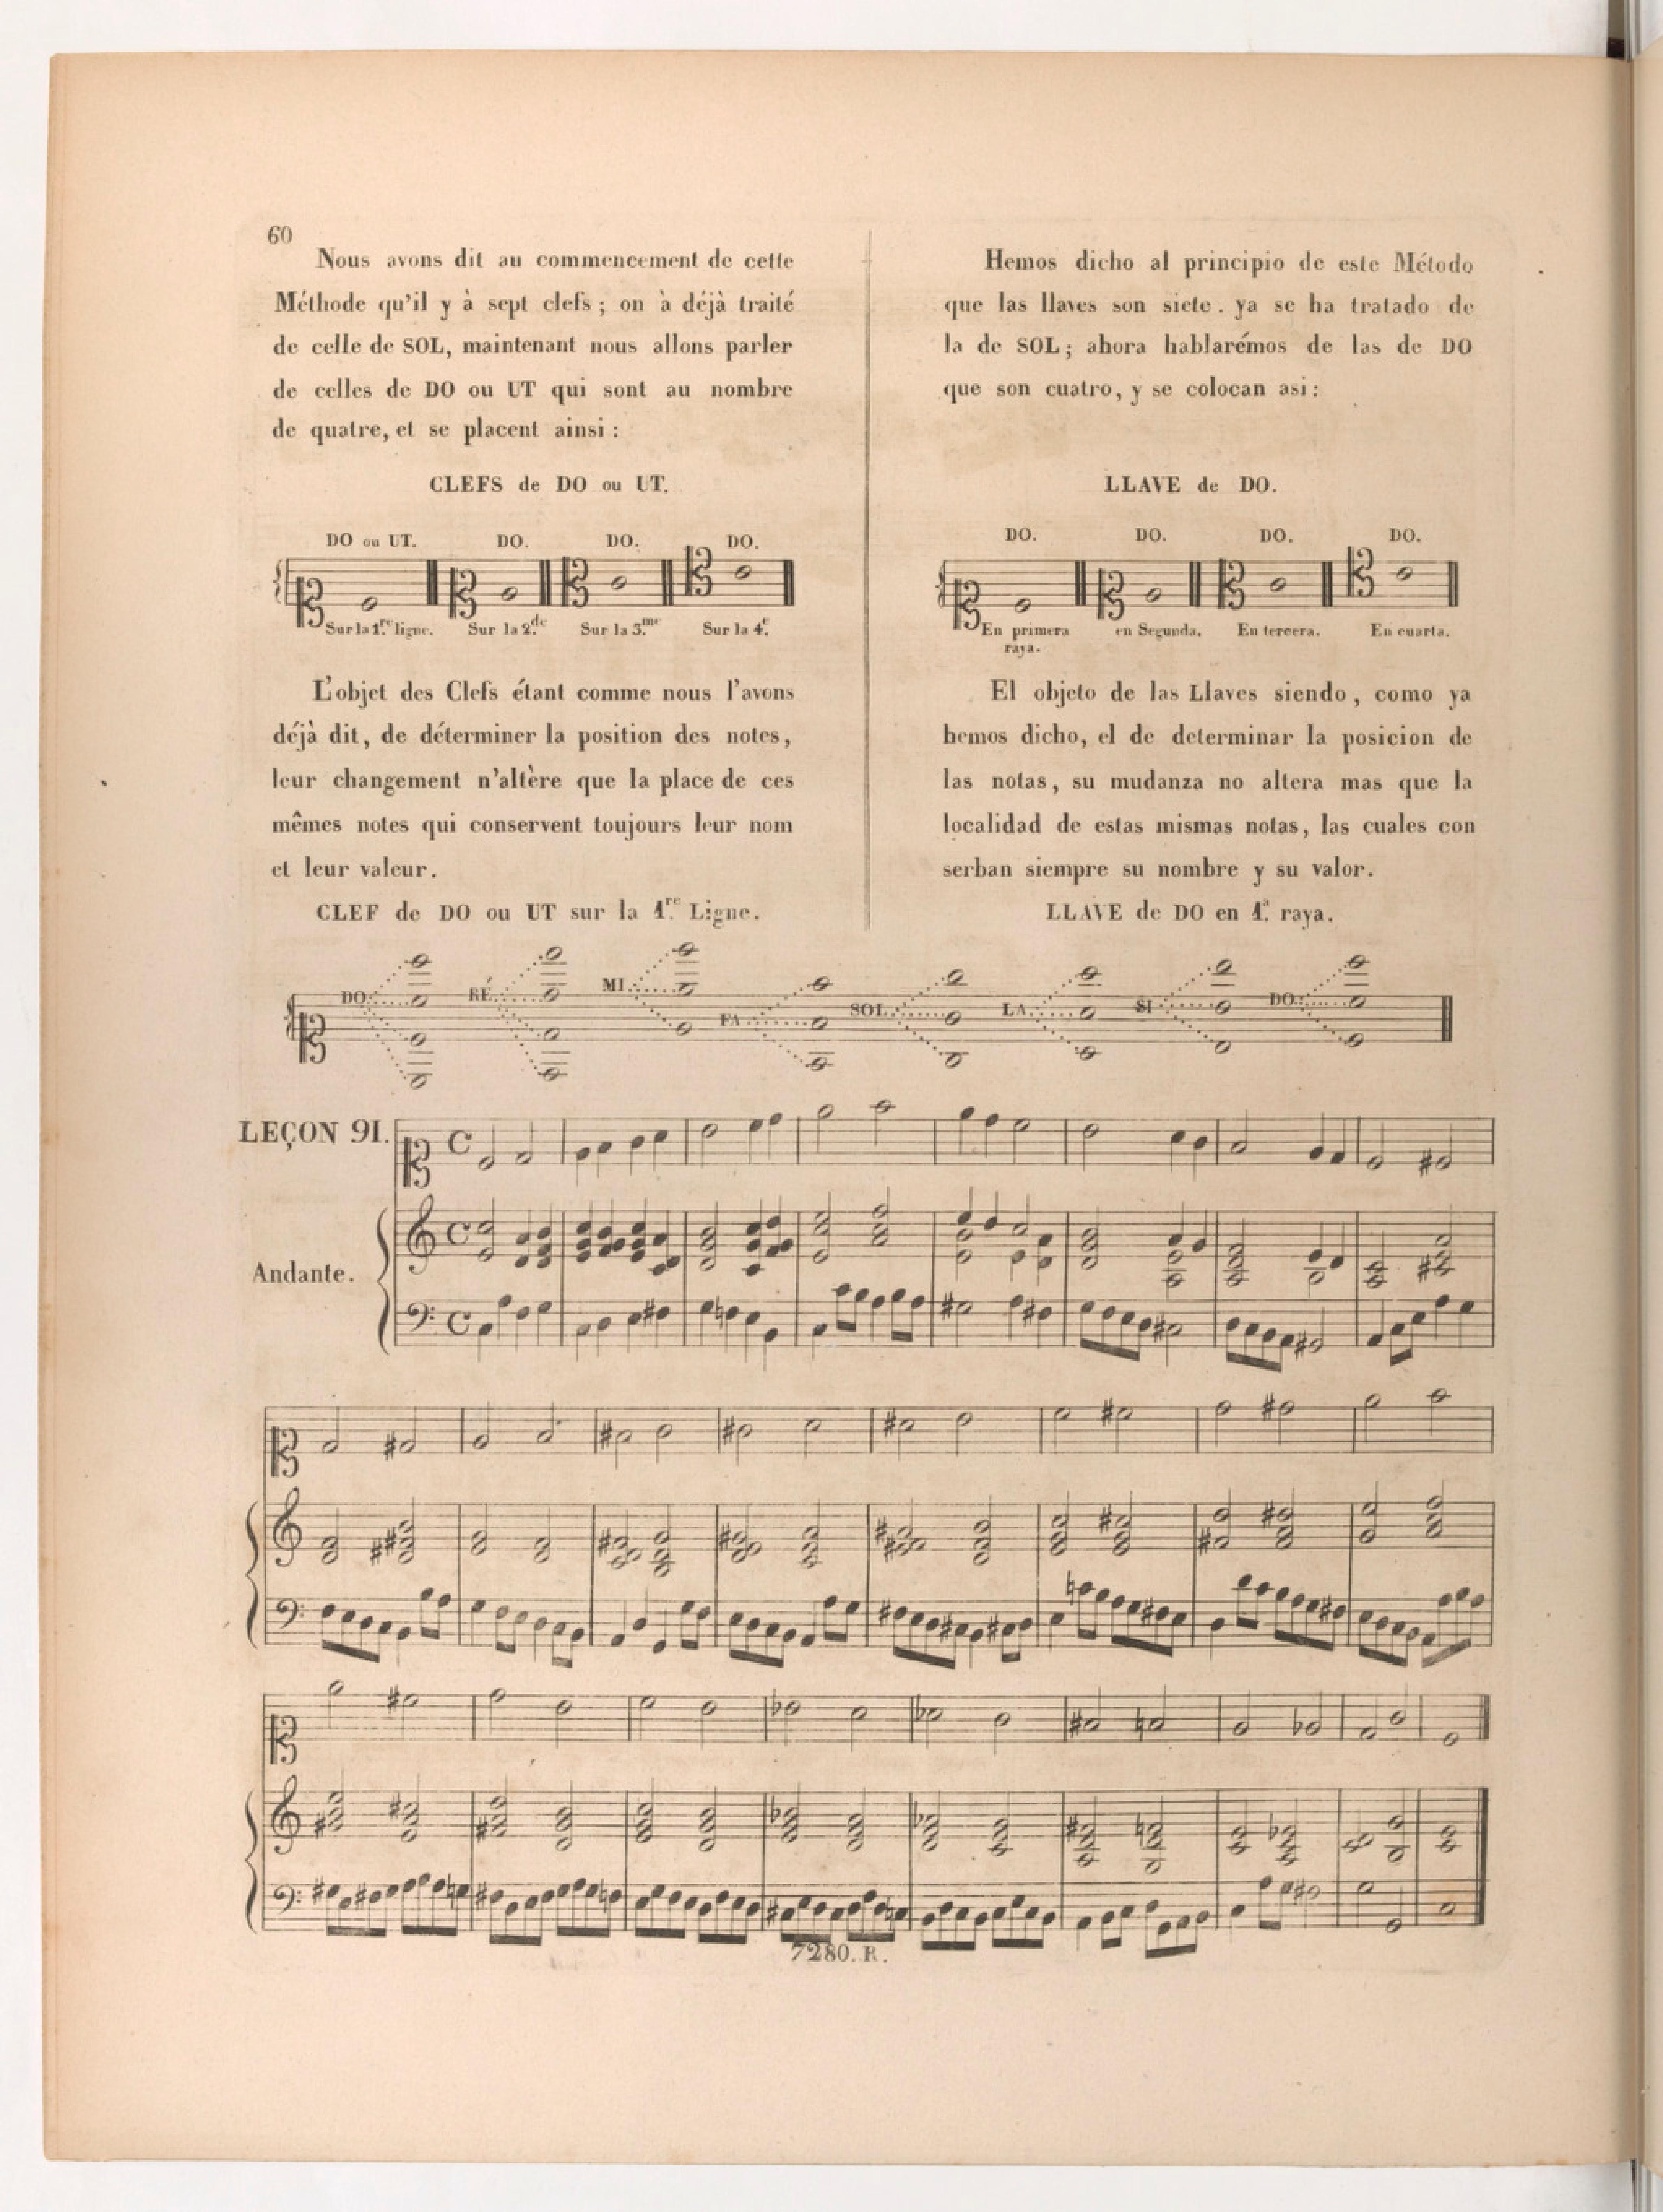 60
Nous avons dit au commencement de cette
Méthode qu'il y à sept clefs ; on à déjà traité
de celle de SOL, maintenant nous allons parler
de celles de DO ou UT qui sont au nombre
de quatre, et se placent ainsi :
CLEFS de DO ou UT.
DO ou UT. DO. DO. DO.
Sur la 1.re ligne. Sur la 2.de Sur la 3.me Sur la 4.e
L'objet des Clefs étant comme nous l'avons
déjà dit, de déterminer la position des notes,
leur changement n'altère que la place de ces
mêmes notes qui conservent toujours leur nom
et leur valeur.
CLEF de DO ou UT sur la 1.re Ligne.
Hemos dicho al principio de este Método
que las llaves son siete. ya se ha tratado de
la de SOL; ahora hablarémos de las de DO
que son cuatro, y se colocan asi :
LLAVE de DO.
DO. DO. DO. DO.
En primera en Segunda. En tercera. En cuarta.
raya.
El objeto de las Llaves siendo, como ya
hemos dicho, el de determinar la posicion de
las notas, su mudanza no altera mas que la
localidad de estas mismas notas, las cuales con
serban siempre su nombre y su valor.
LLAVE de DO en 1.a raya.
DO RÉ MI FA SOL LA SI DO
LEÇON 91.
Andante.
7280. R.